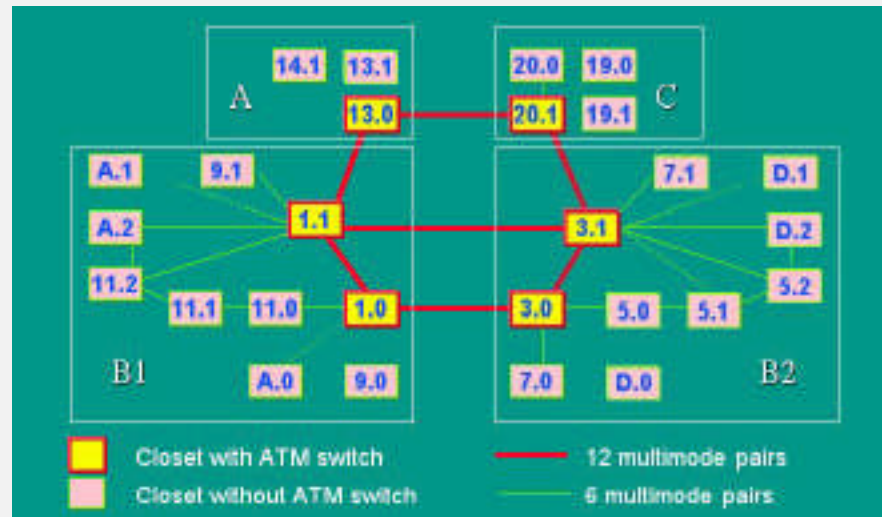 14.1 13.1 20.0 19.0
A C
13.0 20.1 19.1
A.1 9.1 7.1 D.1
1.1 3.1
A.2 D.2
11.2 5.2
11.1 11.0 1.0 3.0 5.0 5.1
B1 B2
A.0 9.0 7.0 D.0
Closet with ATM switch 12 multimode pairs
Closet without ATM switch 6 multimode pairs